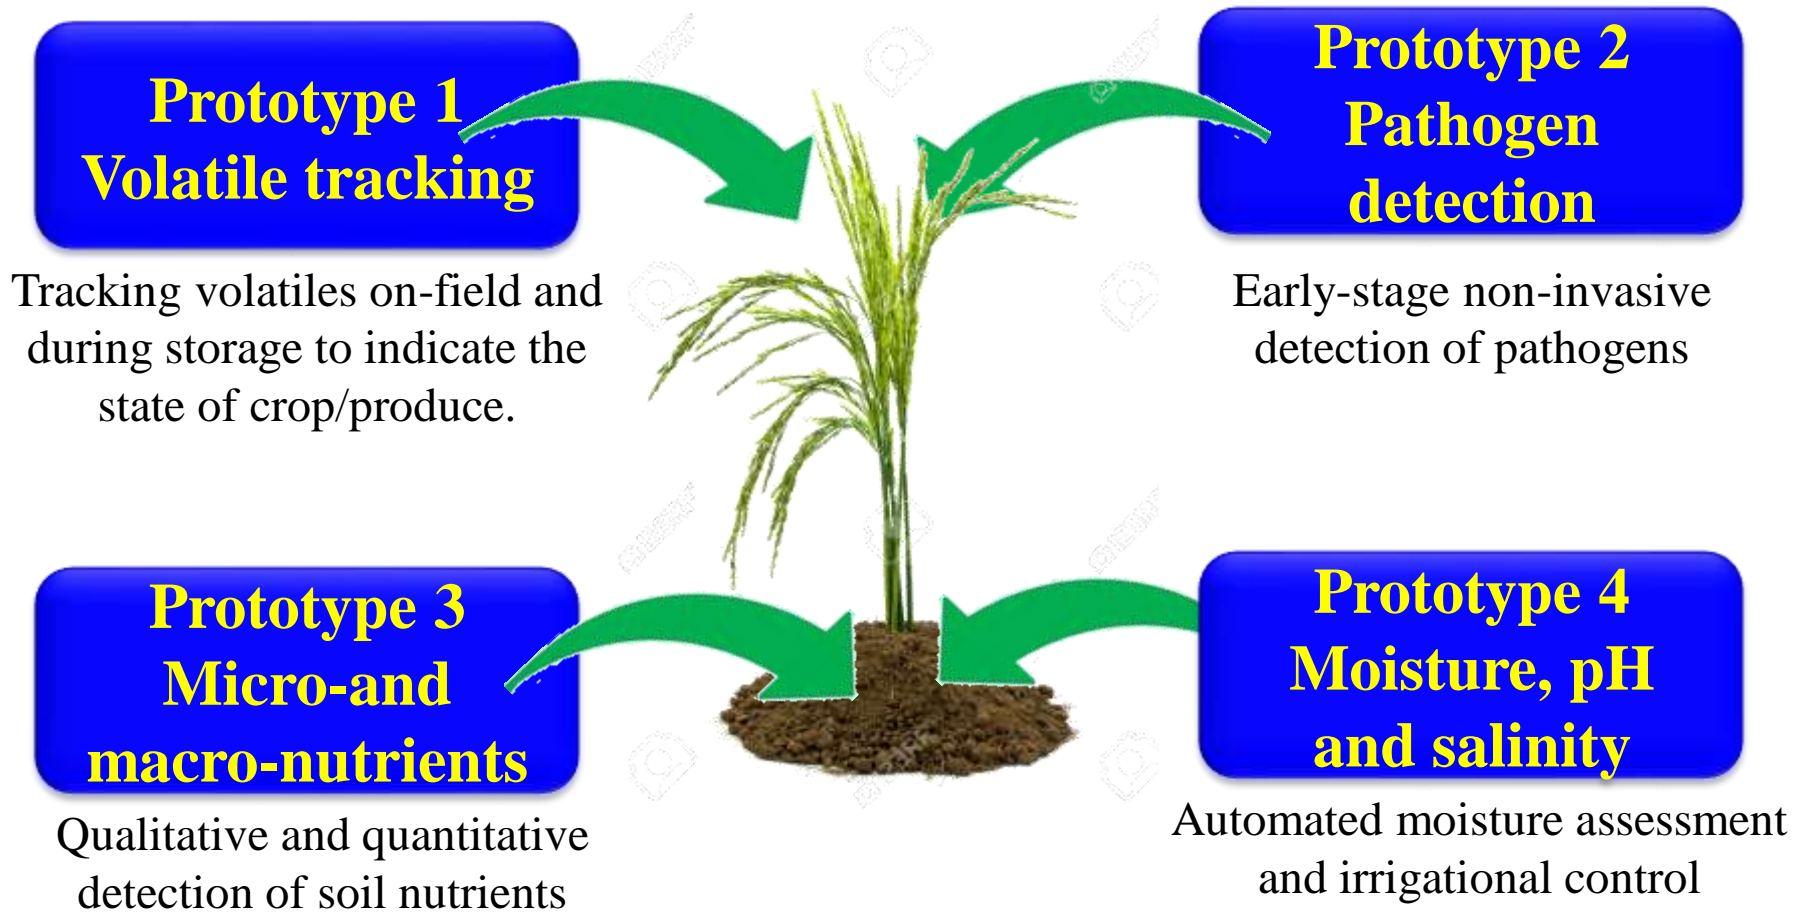 Prototype 1
Volatile tracking
Tracking volatiles on-field and
during storage to indicate the
state of crop/produce.
Prototype 2
Pathogen
detection
Early-stage non-invasive
detection of pathogens
Prototype 3
Micro-and
macro-nutrients
Qualitative and quantitative
detection of soil nutrients
Prototype 4
Moisture, pH
and salinity
Automated moisture assessment
and irrigational control